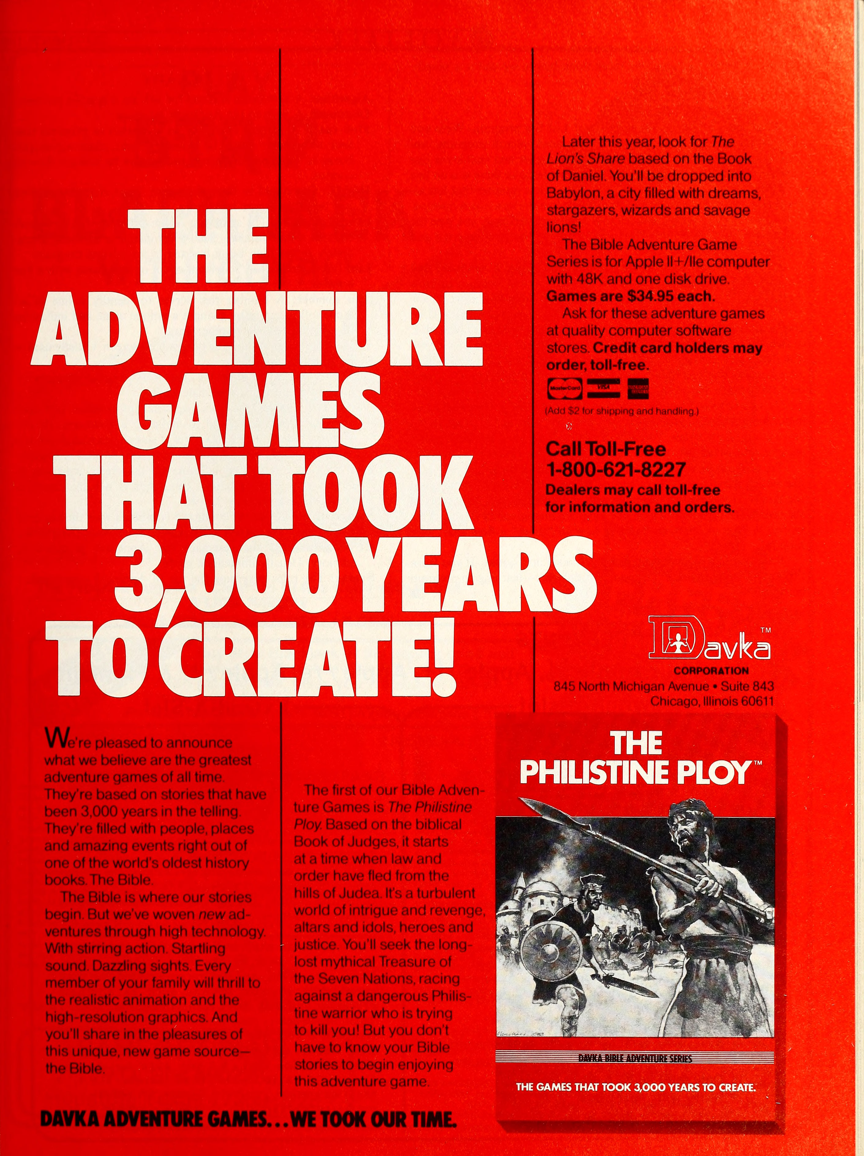 THE
ADVENTURE
GAMES
THAT TOOK
3,000 YEARS
TO CREATE!
We're pleased to announce
what we believe are the greatest
adventure games of all time.
They're based on stories that have
been 3,000 years in the telling.
They're filled with people, places
and amazing events right out of
one of the world's oldest history
books. The Bible.
The Bible is where our stories
begin. But we've woven new ad-
ventures through high technology.
With stirring action. Startling
sound. Dazzling sights. Every
member of your family will thrill to
the realistic animation and the
high-resolution graphics. And
you'll share in the pleasures of
this unique, new game source—
the Bible.
The first of our Bible Adven-
ture Games is The Philistine
Ploy. Based on the biblical
Book of Judges, it starts
at a time when law and
order have fled from the
hills of Judea. It's a turbulent
world of intrigue and revenge,
altars and idols, heroes and
justice. You'll seek the long-
lost mythical Treasure of
the Seven Nations, racing
against a dangerous Philis-
tine warrior who is trying
to kill you! But you don't
have to know your Bible
stories to begin enjoying
this adventure game.
Later this year, look for The
Lion's Share based on the Book
of Daniel. You'll be dropped into
Babylon, a city filled with dreams,
stargazers, wizards and savage
lions!
The Bible Adventure Game
Series is for Apple II+/IIe computer
with 48K and one disk drive.
Games are $34.95 each.
Ask for these adventure games
at quality computer software
stores. Credit card holders may
order, toll-free.
MasterCard VISA
(Add $2 for shipping and handling.)
Call Toll-Free
1-800-621-8227
Dealers may call toll-free
for information and orders.
Davka™
CORPORATION
845 North Michigan Avenue • Suite 843
Chicago, Illinois 60611
THE
PHILISTINE PLOY™
DAVKA BIBLE ADVENTURE SERIES
THE GAMES THAT TOOK 3,000 YEARS TO CREATE.
DAVKA ADVENTURE GAMES...WE TOOK OUR TIME.